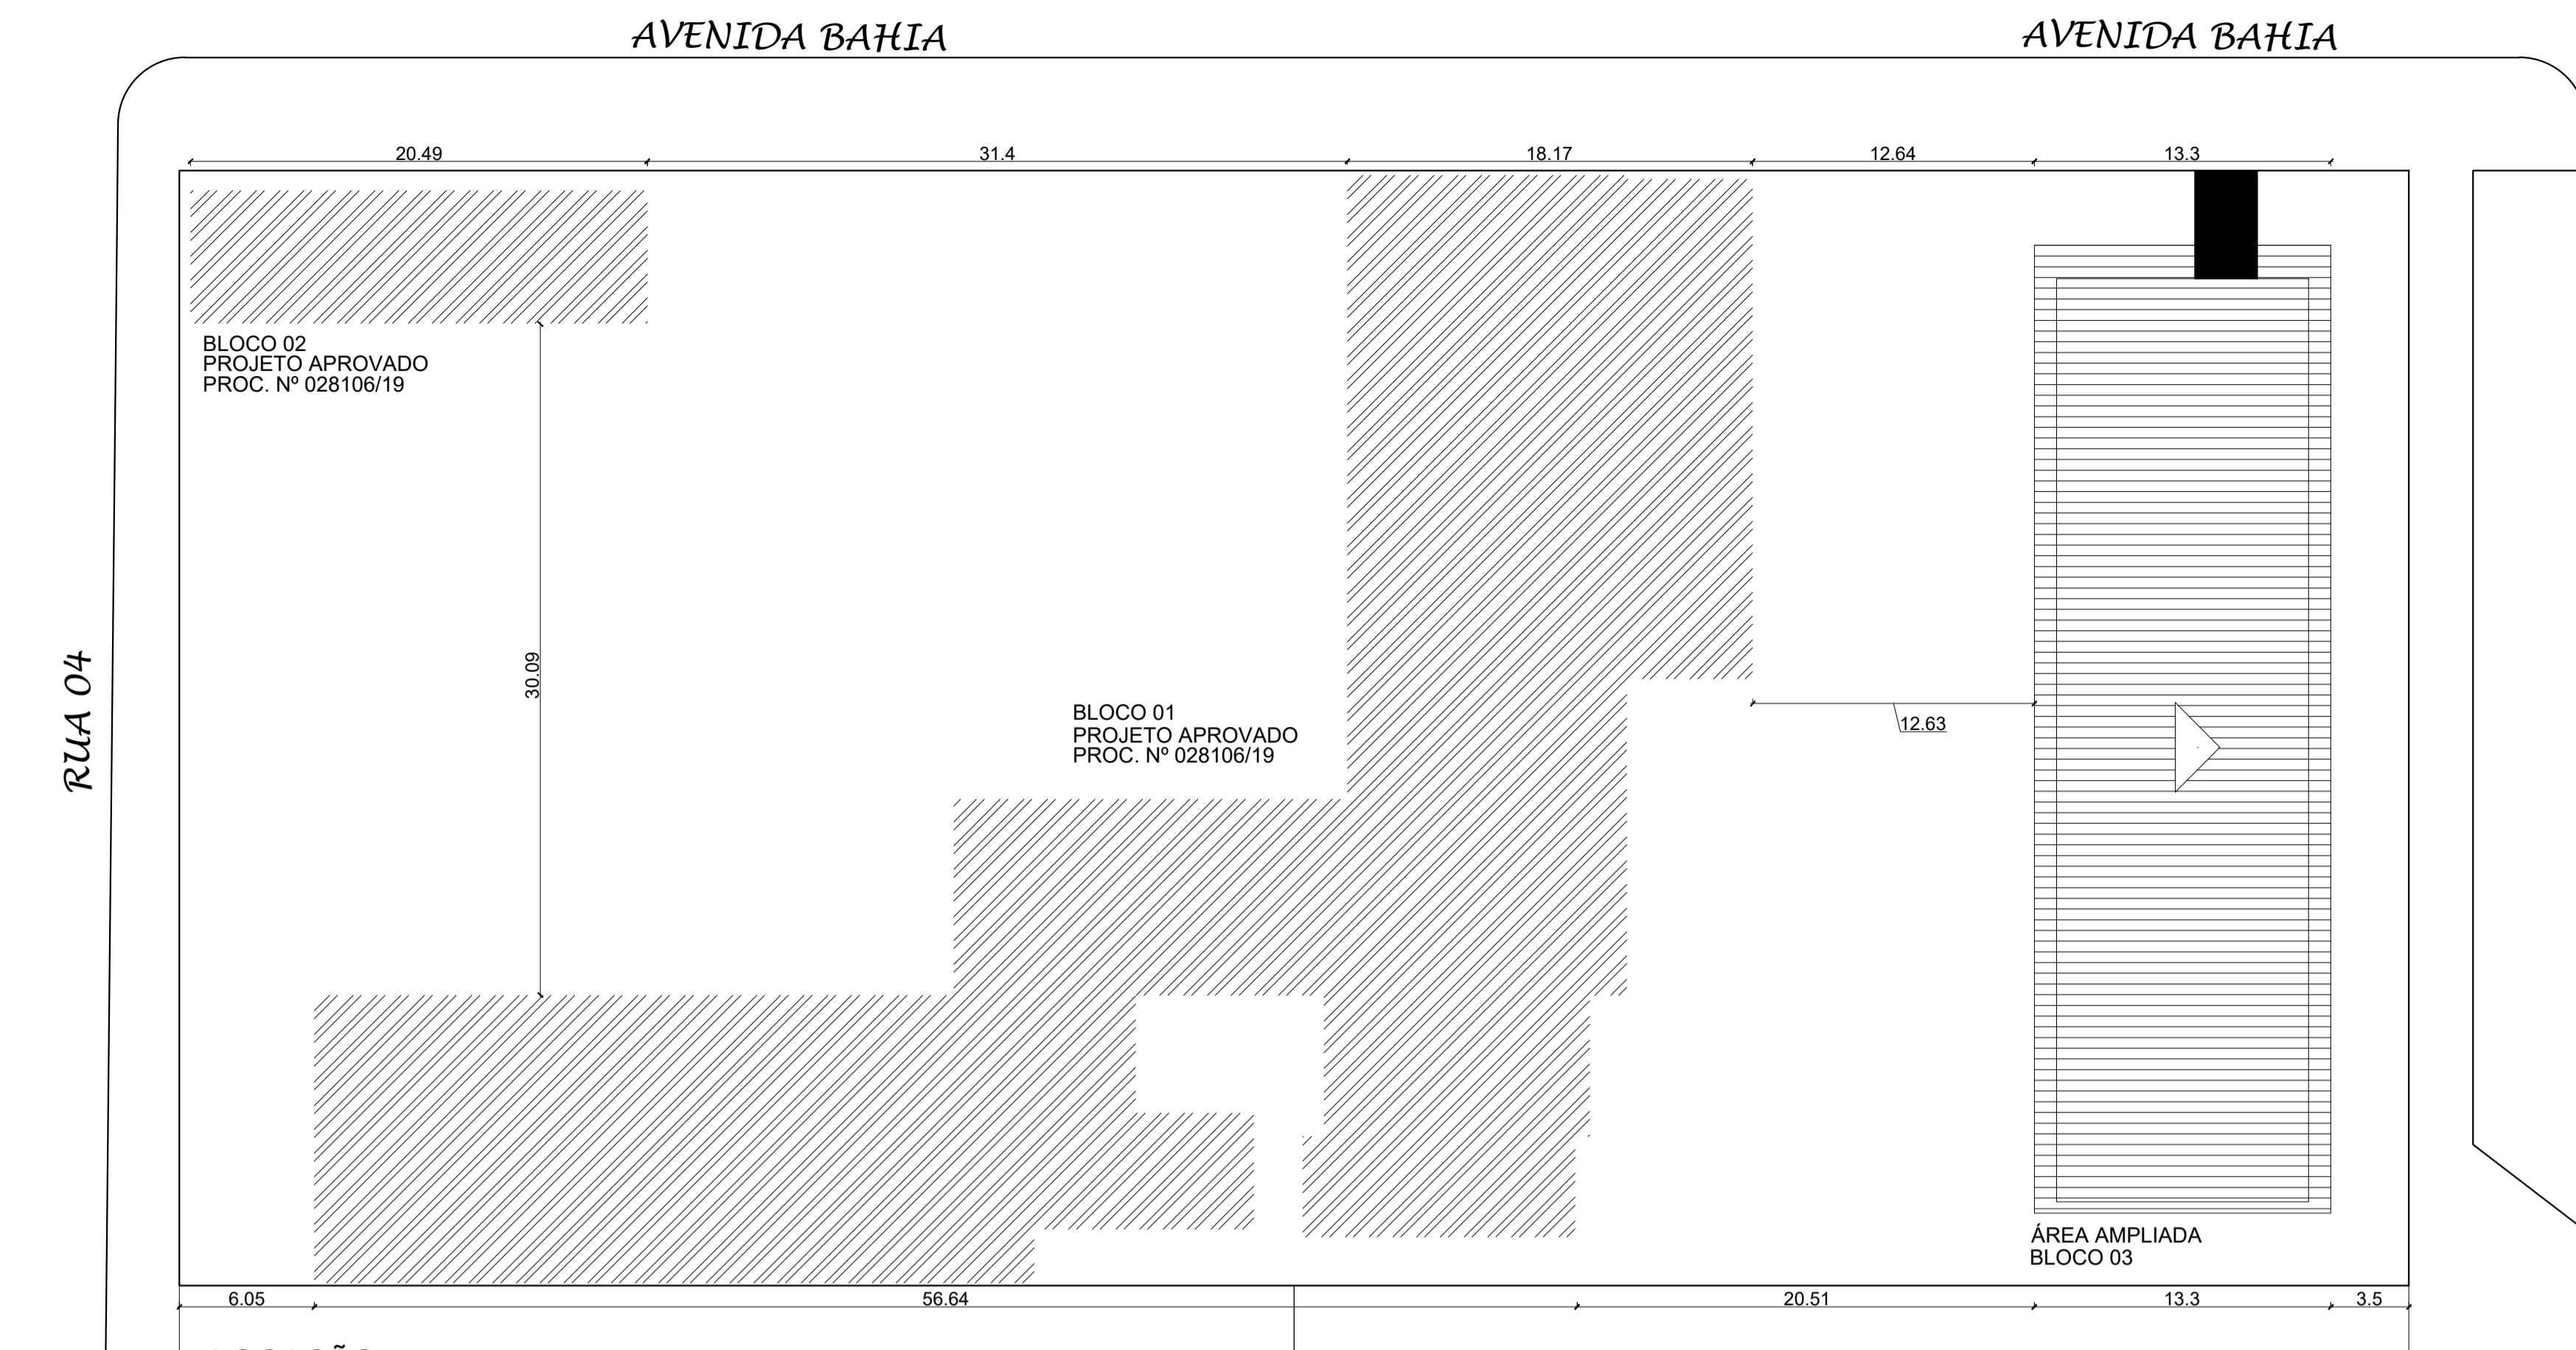 AVENIDA BAHIA
AVENIDA BAHIA
20.49
31.4
18.17
12.64
13.3
BLOCO 02
PROJETO APROVADO
PROC. Nº 028106/19
30.09
RUA 04
BLOCO 01
PROJETO APROVADO
PROC. Nº 028106/19
12.63
ÁREA AMPLIADA
BLOCO 03
6.05
56.64
20.51
13.3
3.5